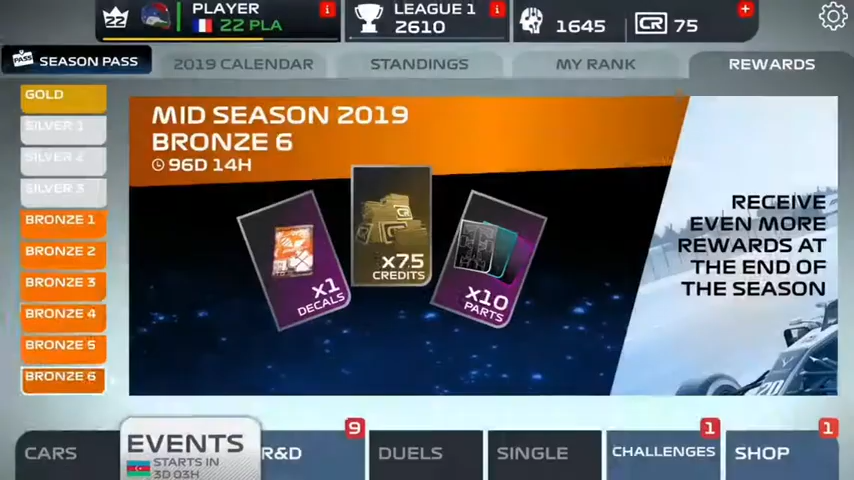 22
PLAYER
22 PLA
LEAGUE 1
2610
1645
CR 75
PASS
SEASON PASS
2019 CALENDAR
STANDINGS
MY RANK
REWARDS
GOLD
SILVER 1
SILVER 2
SILVER 3
BRONZE 1
BRONZE 2
BRONZE 3
BRONZE 4
BRONZE 5
BRONZE 6
MID SEASON 2019
BRONZE 6
96D 14H
x1
DECALS
CR
x75
CREDITS
x10
PARTS
RECEIVE
EVEN MORE
REWARDS AT
THE END OF
THE SEASON
20
CARS
EVENTS
STARTS IN
3D 03H
9
R&D
DUELS
SINGLE
1
CHALLENGES
1
SHOP